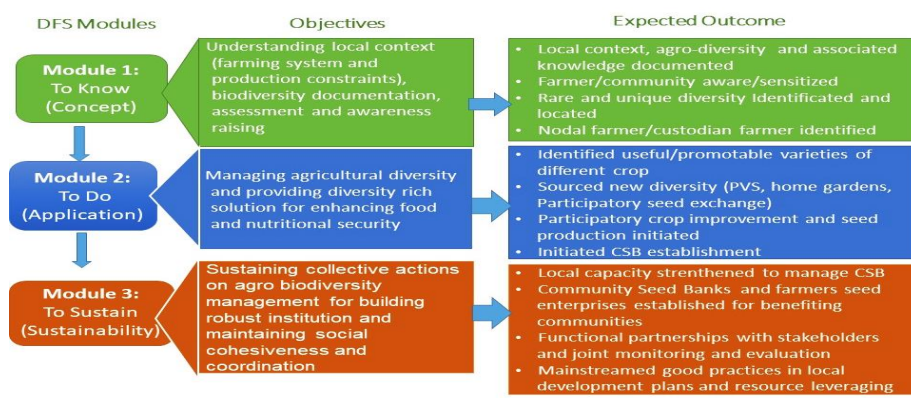 DFS Modules
Objectives
Expected Outcome
Module 1:
To Know
(Concept)
Understanding local context
(farming system and
production constraints),
biodiversity documentation,
assessment and awareness
raising
• Local context, agro-diversity and associated
knowledge documented
• Farmer/community aware/sensitized
• Rare and unique diversity Identificated and
located
• Nodal farmer/custodian farmer identified
Module 2:
To Do
(Application)
Managing agricultural diversity
and providing diversity rich
solution for enhancing food
and nutritional security
• Identified useful/promotable varieties of
different crop
• Sourced new diversity (PVS, home gardens,
Participatory seed exchange)
• Participatory crop improvement and seed
production initiated
• Initiated CSB establishment
Module 3:
To Sustain
(Sustainability)
Sustaining collective actions
on agro biodiversity
management for building
robust institution and
maintaining social
cohesiveness and
coordination
• Local capacity strenthened to manage CSB
• Community Seed Banks and farmers seed
enterprises established for benefiting
communities
• Functional partnerships with stakeholders
and joint monitoring and evaluation
• Mainstreamed good practices in local
development plans and resource leveraging